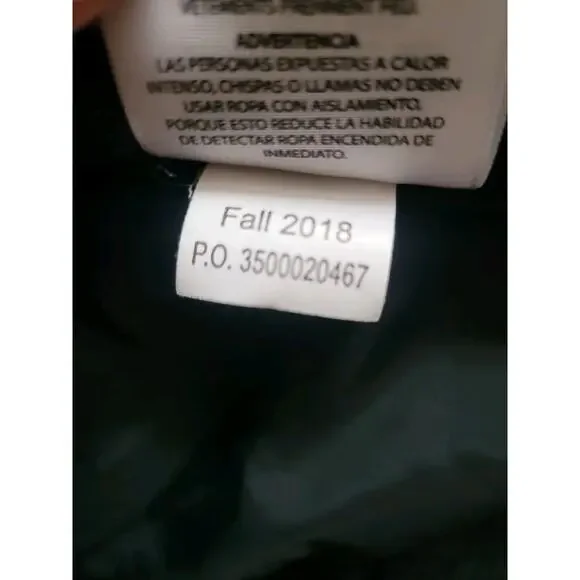 ADVERTENCIA
LAS PERSONAS EXPUESTAS A CALOR
INTENSO, CHISPAS O LLAMAS NO DEBEN
USAR ROPA CON AISLAMIENTO.
PORQUE ESTO REDUCE LA HABILIDAD
DE DETECTAR ROPA ENCENDIDA DE
INMEDIATO.
Fall 2018
P.O. 3500020467